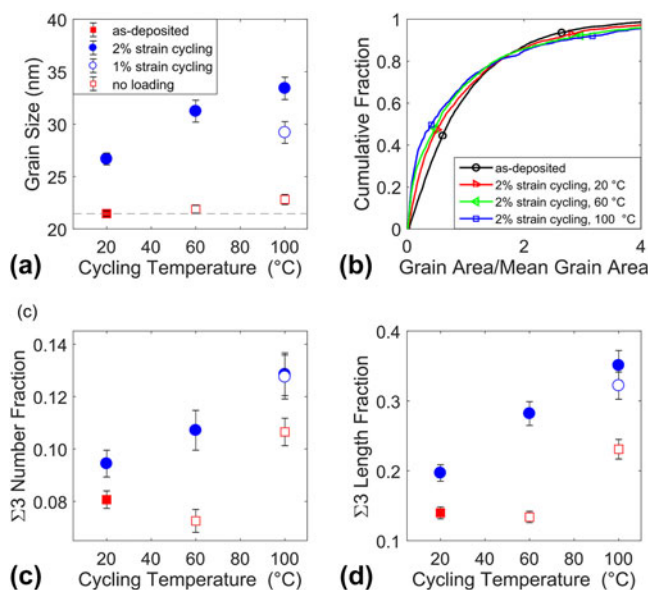 40
35
30
25
20
Grain Size (nm)
as-deposited
2% strain cycling
1% strain cycling
no loading
20 40 60 80 100
(a) Cycling Temperature (°C)
1
0.8
0.6
0.4
0.2
0
Cumulative Fraction
as-deposited
2% strain cycling, 20 °C
2% strain cycling, 60 °C
2% strain cycling, 100 °C
0 2 4
(b) Grain Area/Mean Grain Area
(c)
0.14
0.12
0.10
0.08
Σ3 Number Fraction
20 40 60 80 100
(c) Cycling Temperature (°C)
0.4
0.3
0.2
0.1
Σ3 Length Fraction
20 40 60 80 100
(d) Cycling Temperature (°C)